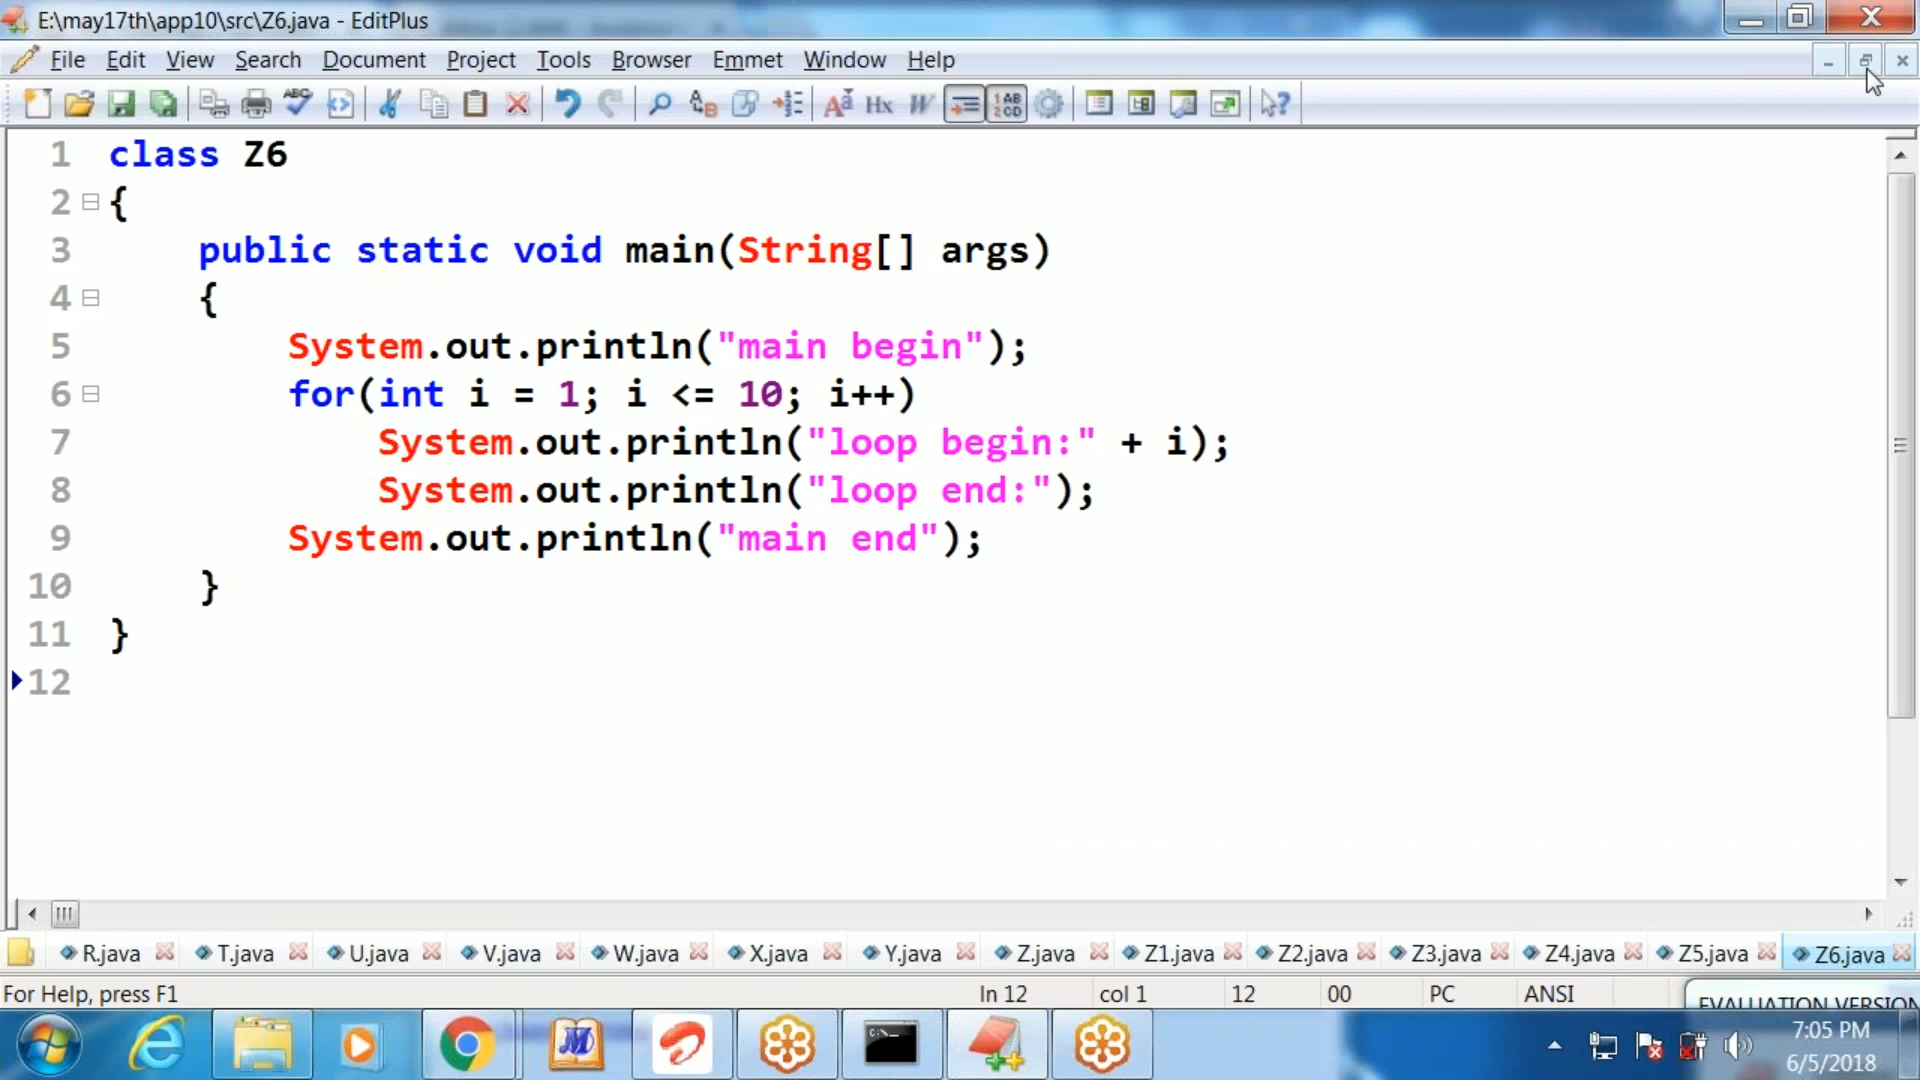 E:\may17th\app10\src\Z6.java - EditPlus
File Edit View Search Document Project Tools Browser Emmet Window Help
1 class Z6
2 {
3 public static void main(String[] args)
4 {
5 System.out.println("main begin");
6 for(int i = 1; i <= 10; i++)
7 System.out.println("loop begin:" + i);
8 System.out.println("loop end:");
9 System.out.println("main end");
10 }
11 }
12
R.java T.java U.java V.java W.java X.java Y.java Z.java Z1.java Z2.java Z3.java Z4.java Z5.java Z6.java
For Help, press F1 ln 12 col 1 12 00 PC ANSI EVALUATION VERSION
7:05 PM
6/5/2018